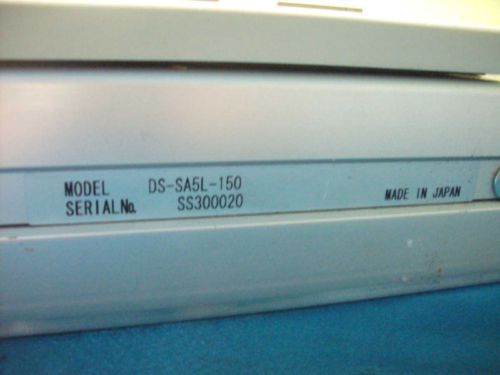 MODEL DS-SA5L-150
SERIAL No. SS300020
MADE IN JAPAN